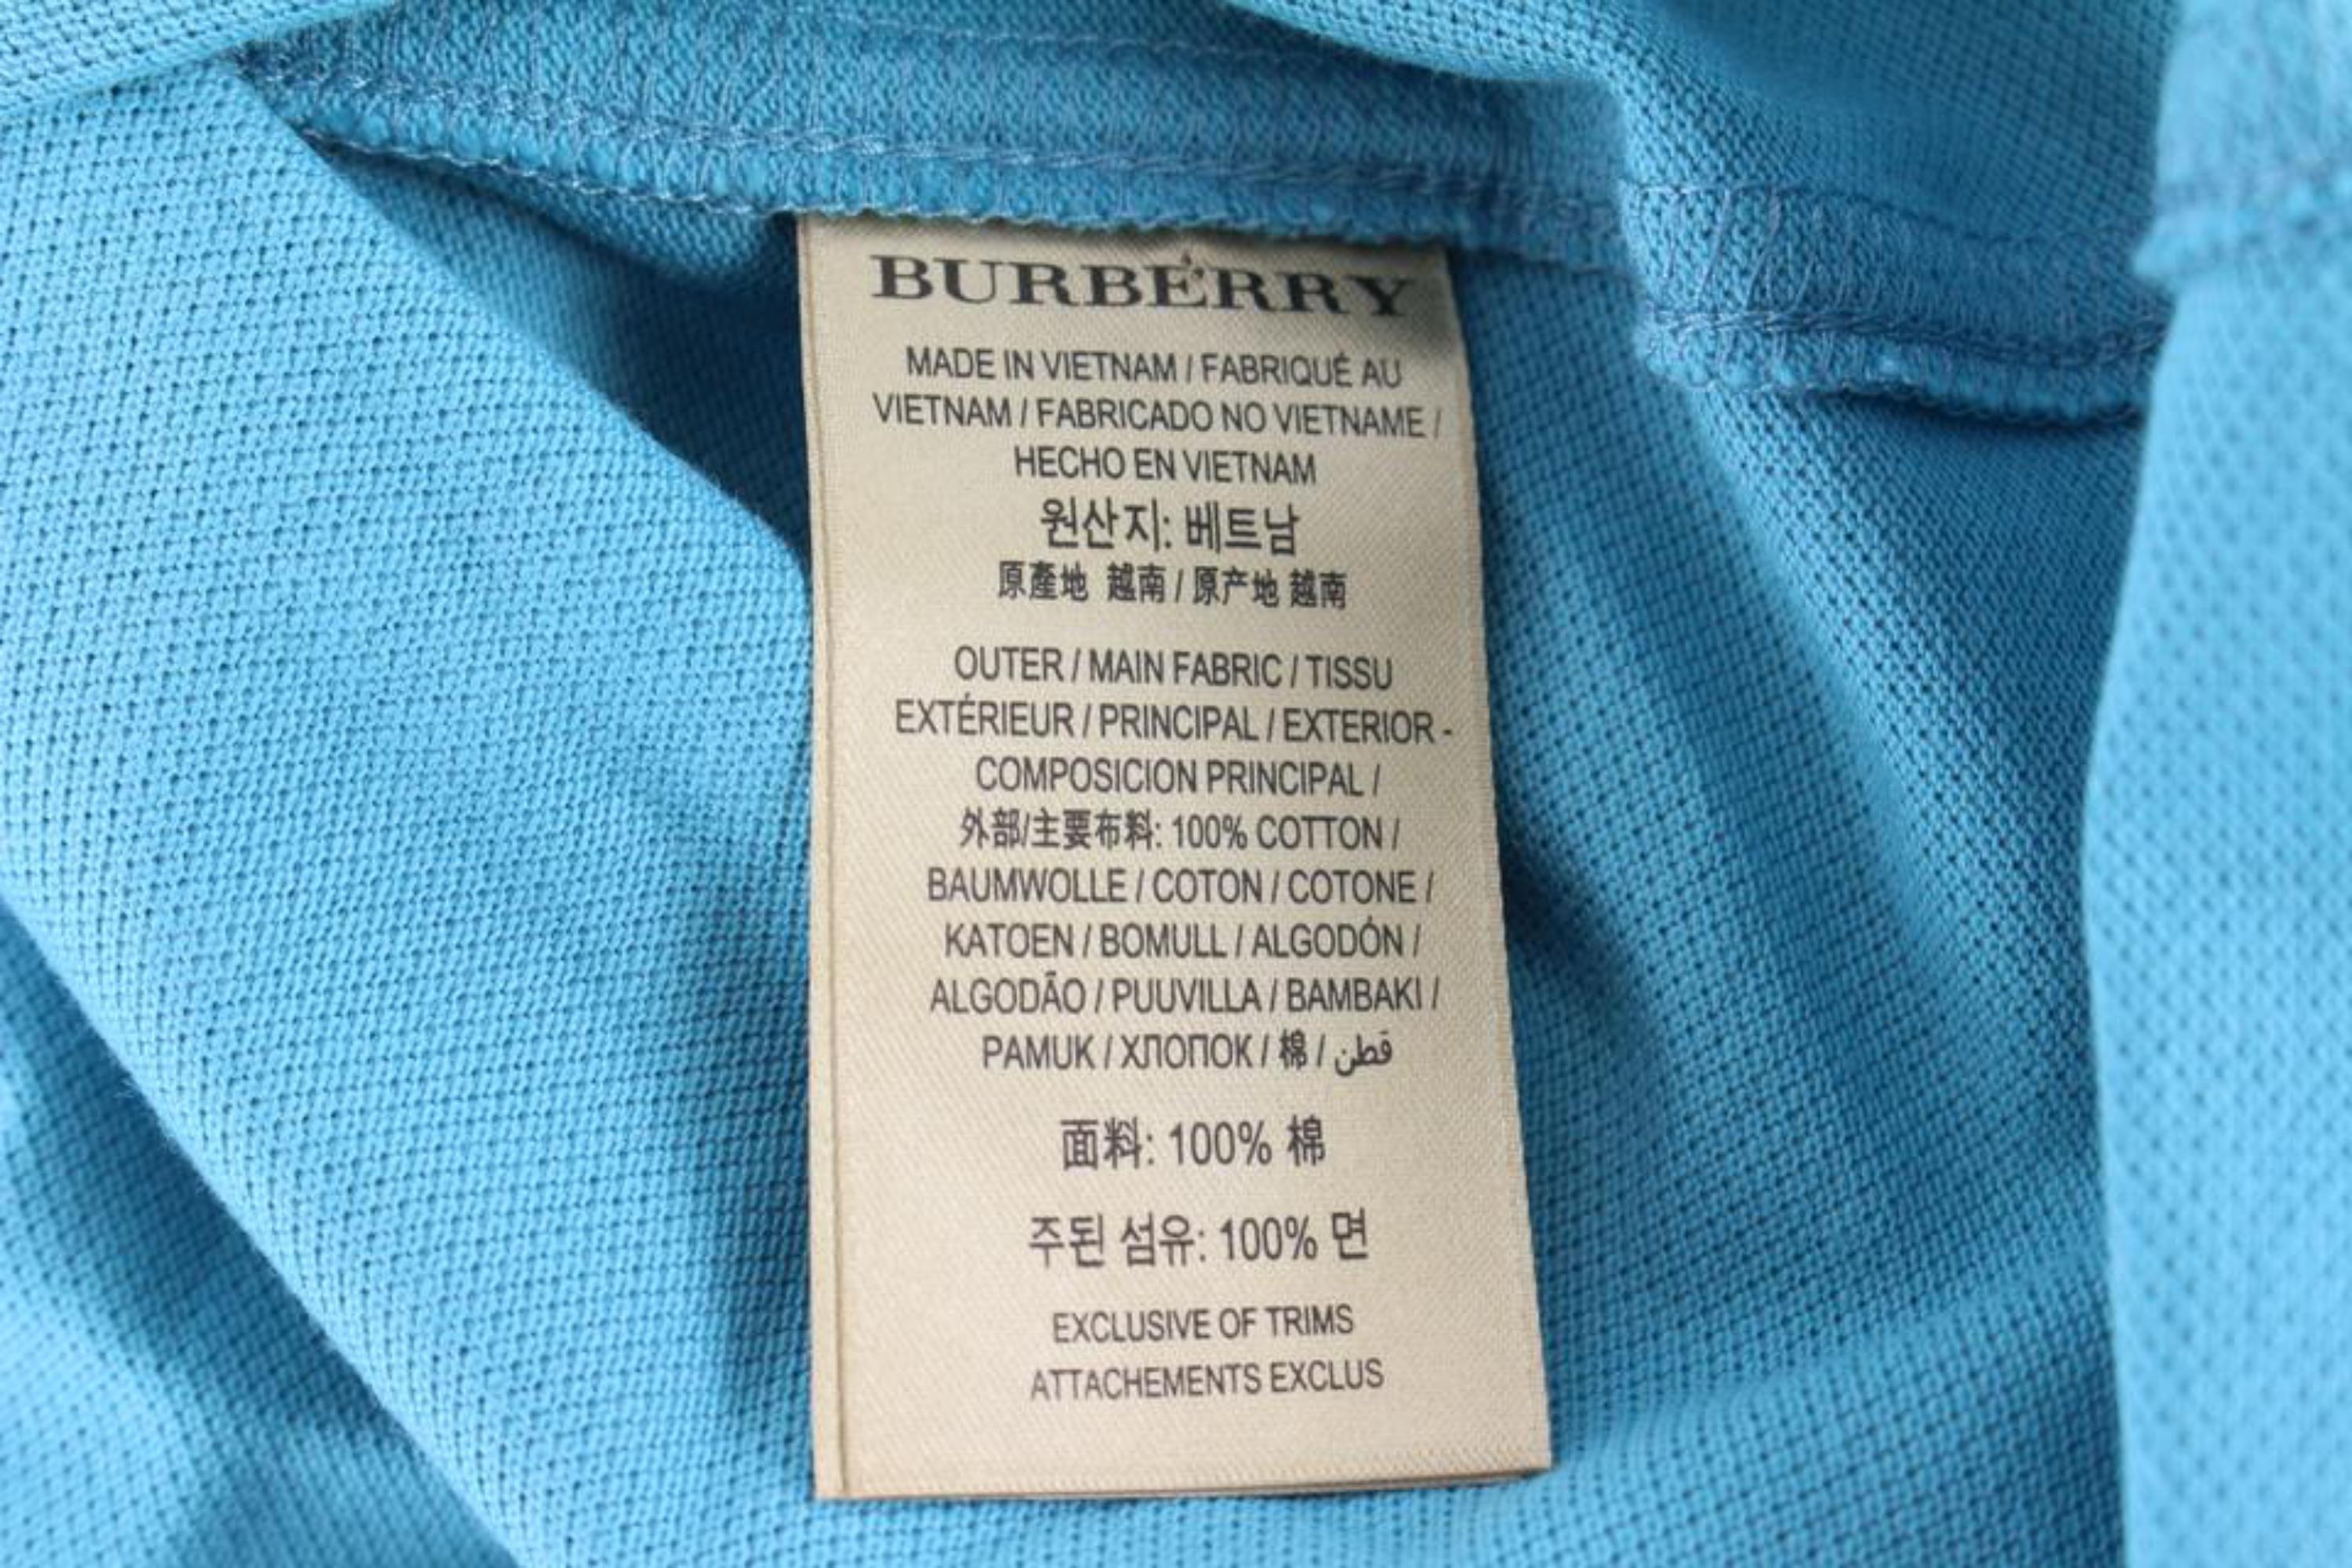 BURBERRY
MADE IN VIETNAM / FABRIQUÉ AU
VIETNAM / FABRICADO NO VIETNAME /
HECHO EN VIETNAM
원산지: 베트남
原產地 越南 / 原产地 越南
OUTER / MAIN FABRIC / TISSU
EXTÉRIEUR / PRINCIPAL / EXTERIOR -
COMPOSICION PRINCIPAL /
外部/主要布料: 100% COTTON /
BAUMWOLLE / COTON / COTONE /
KATOEN / BOMULL / ALGODÓN /
ALGODÃO / PUUVILLA / BAMBAKI /
PAMUK / ХЛОПОК / 棉 / قطن
面料: 100% 棉
주된 섬유: 100% 면
EXCLUSIVE OF TRIMS
ATTACHEMENTS EXCLUS